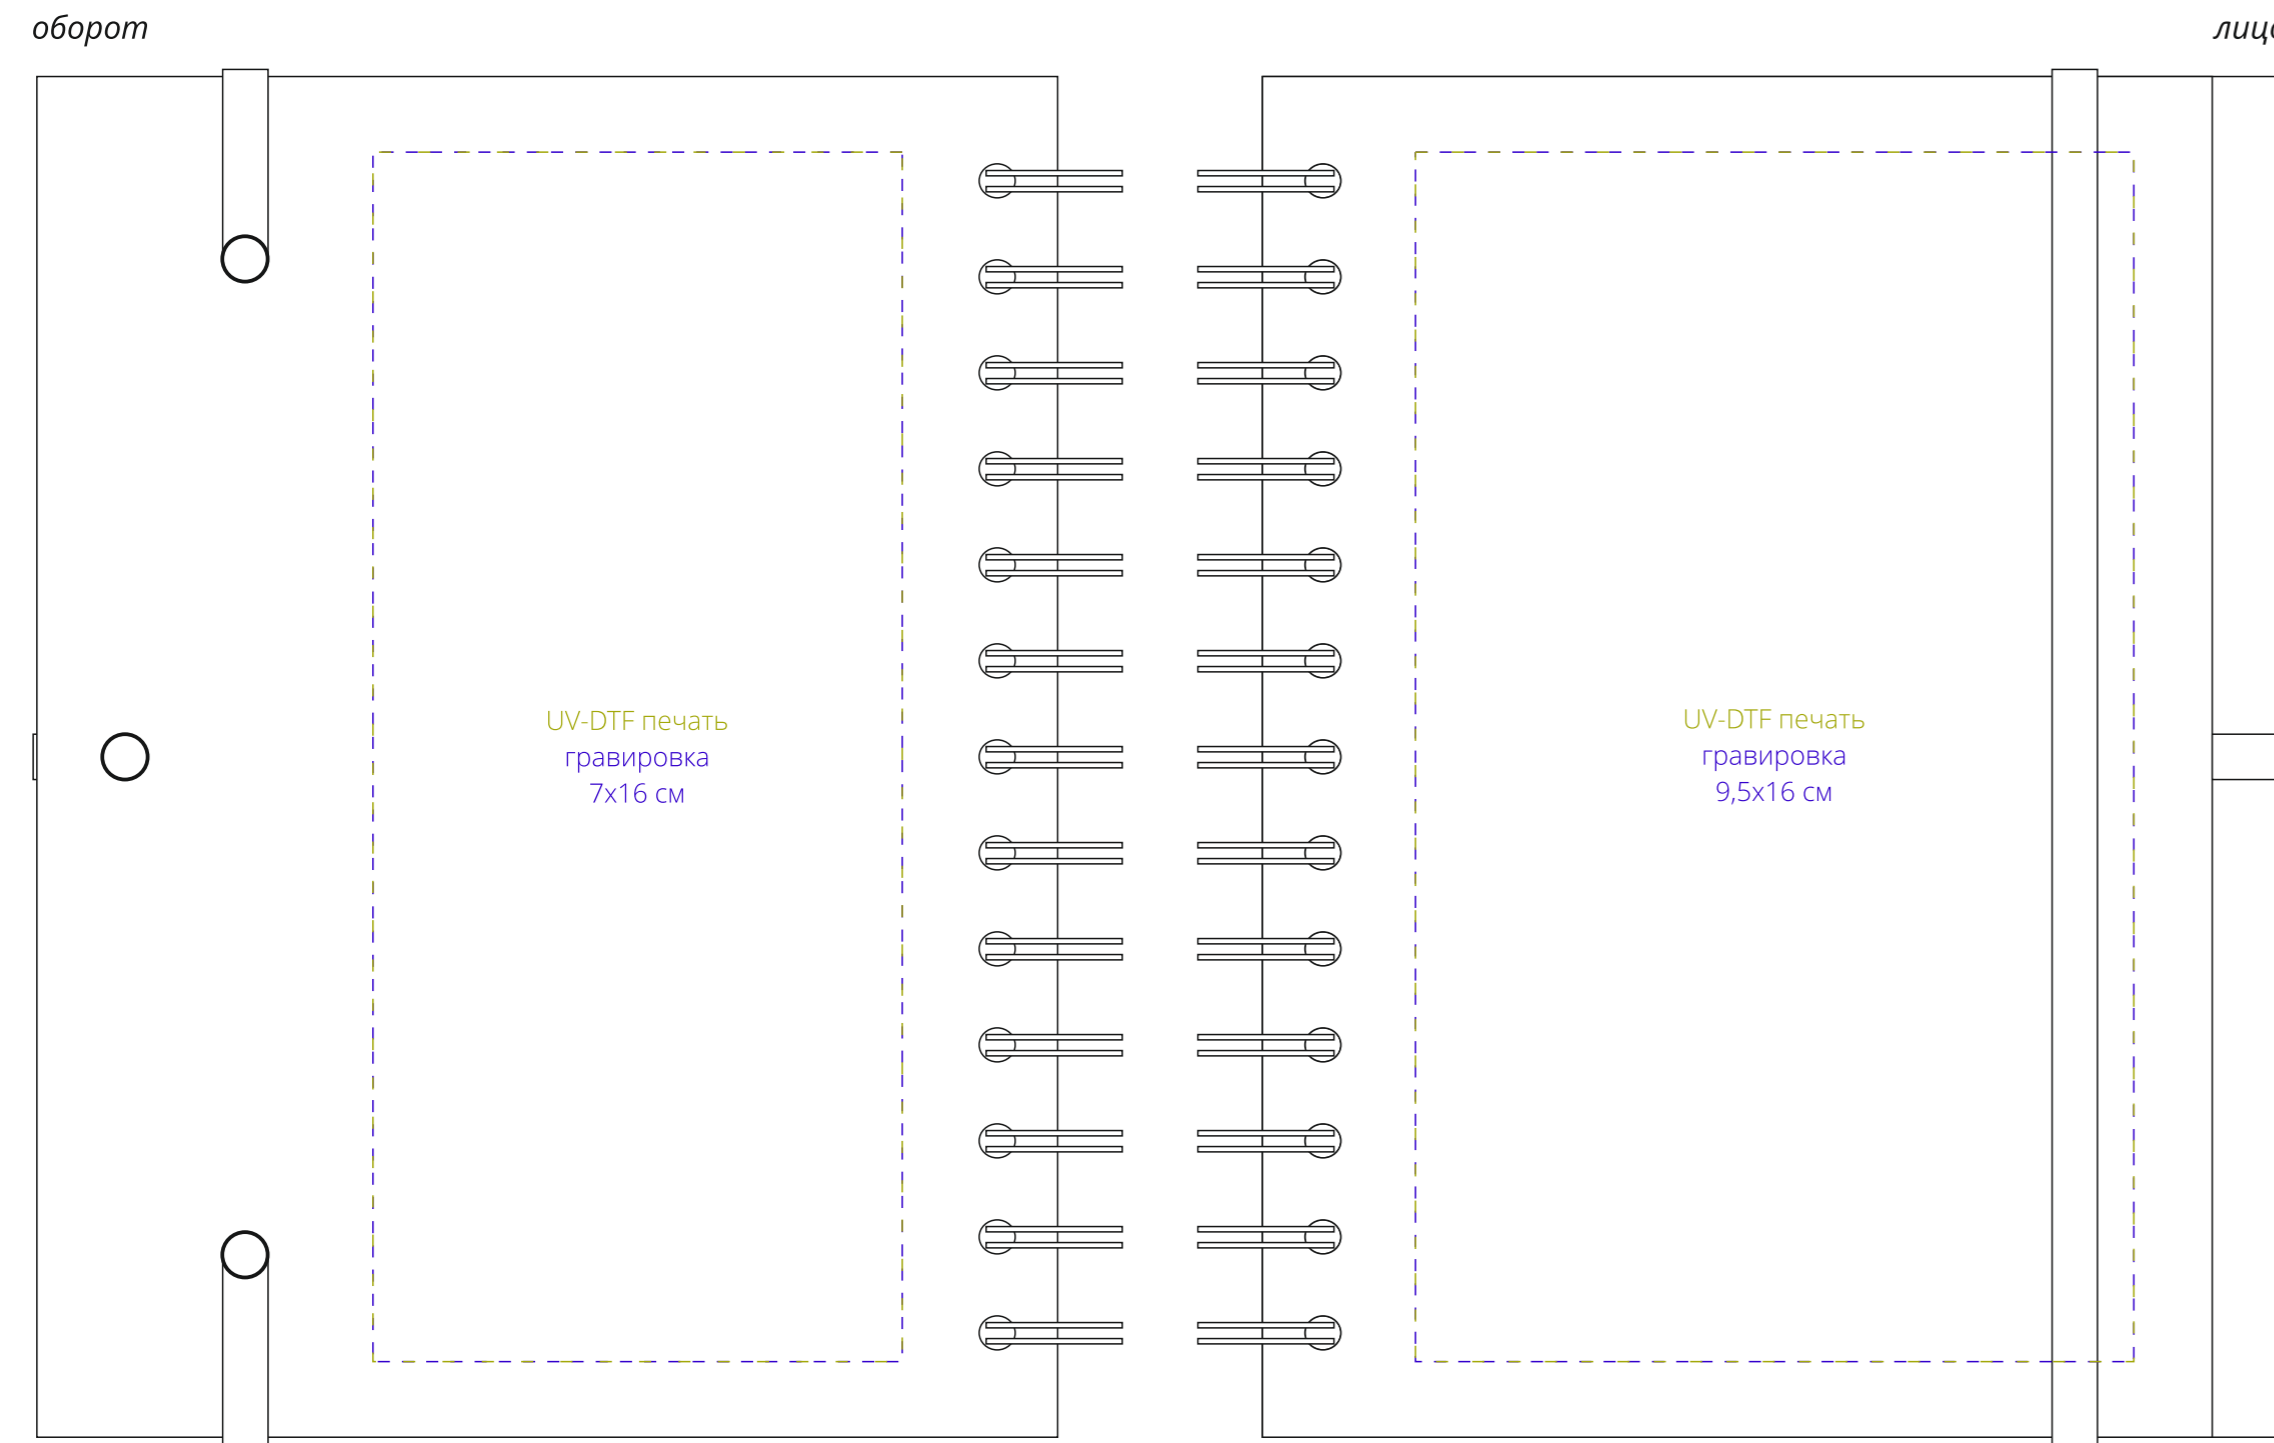 оборот
UV-DTF печать
гравировка
7x16 см
UV-DTF печать
гравировка
9,5x16 см